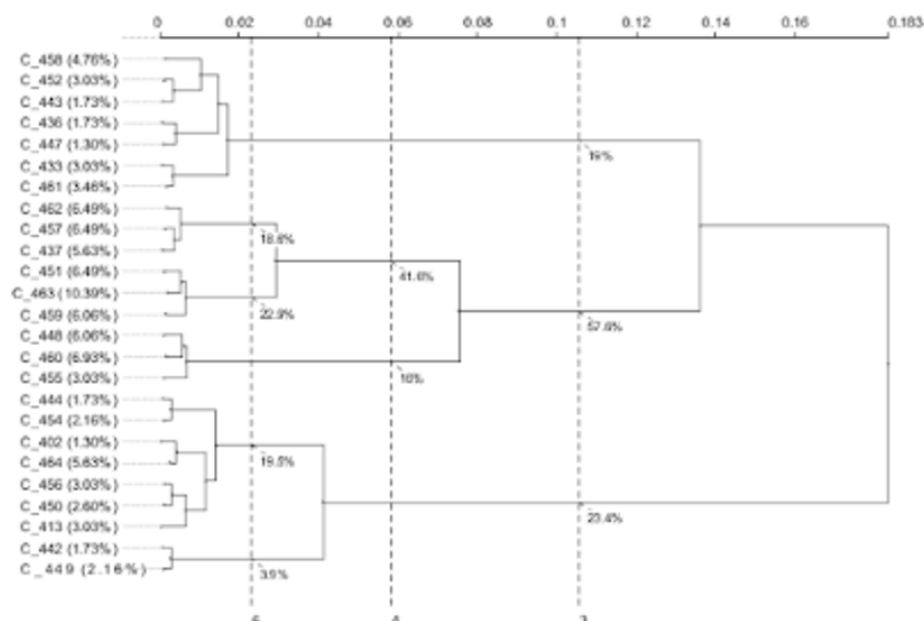 0 0.02 0.04 0.06 0.08 0.1 0.12 0.14 0.16 0.183
C_458 (4.76%)
C_452 (3.03%)
C_443 (1.73%)
C_436 (1.73%)
C_447 (1.30%)
19%
C_433 (3.03%)
C_461 (3.46%)
C_462 (6.49%)
C_457 (6.49%)
18.6%
C_437 (5.63%)
C_451 (6.49%)
41.6%
C_463 (10.39%)
C_459 (6.06%)
22.9%
57.6%
C_448 (6.06%)
C_460 (6.93%)
C_455 (3.03%)
16%
C_444 (1.73%)
C_454 (2.16%)
C_402 (1.30%)
19.5%
C_464 (5.63%)
C_456 (3.03%)
C_450 (2.60%)
23.4%
C_413 (3.03%)
C_442 (1.73%)
C_449 (2.16%)
3.9%